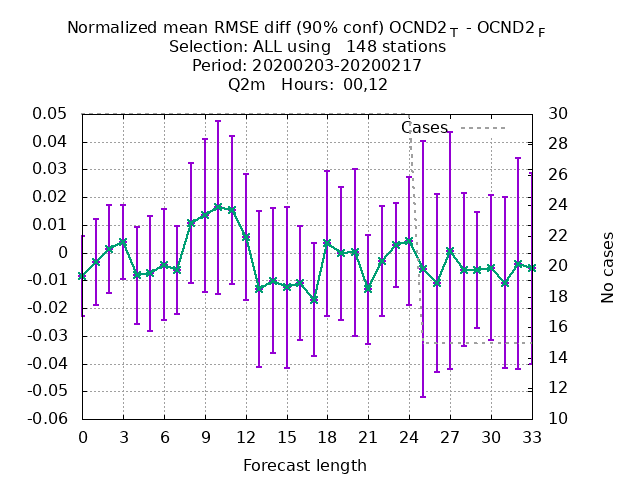 Normalized mean RMSE diff (90% conf) OCND2 T - OCND2 F
Selection: ALL using 148 stations
Period: 20200203-20200217
Q2m Hours: 00,12
Cases
0.05
0.04
0.03
0.02
0.01
0
-0.01
-0.02
-0.03
-0.04
-0.05
-0.06
30
28
26
24
22
20
18
16
14
12
10
No cases
0 3 6 9 12 15 18 21 24 27 30 33
Forecast length